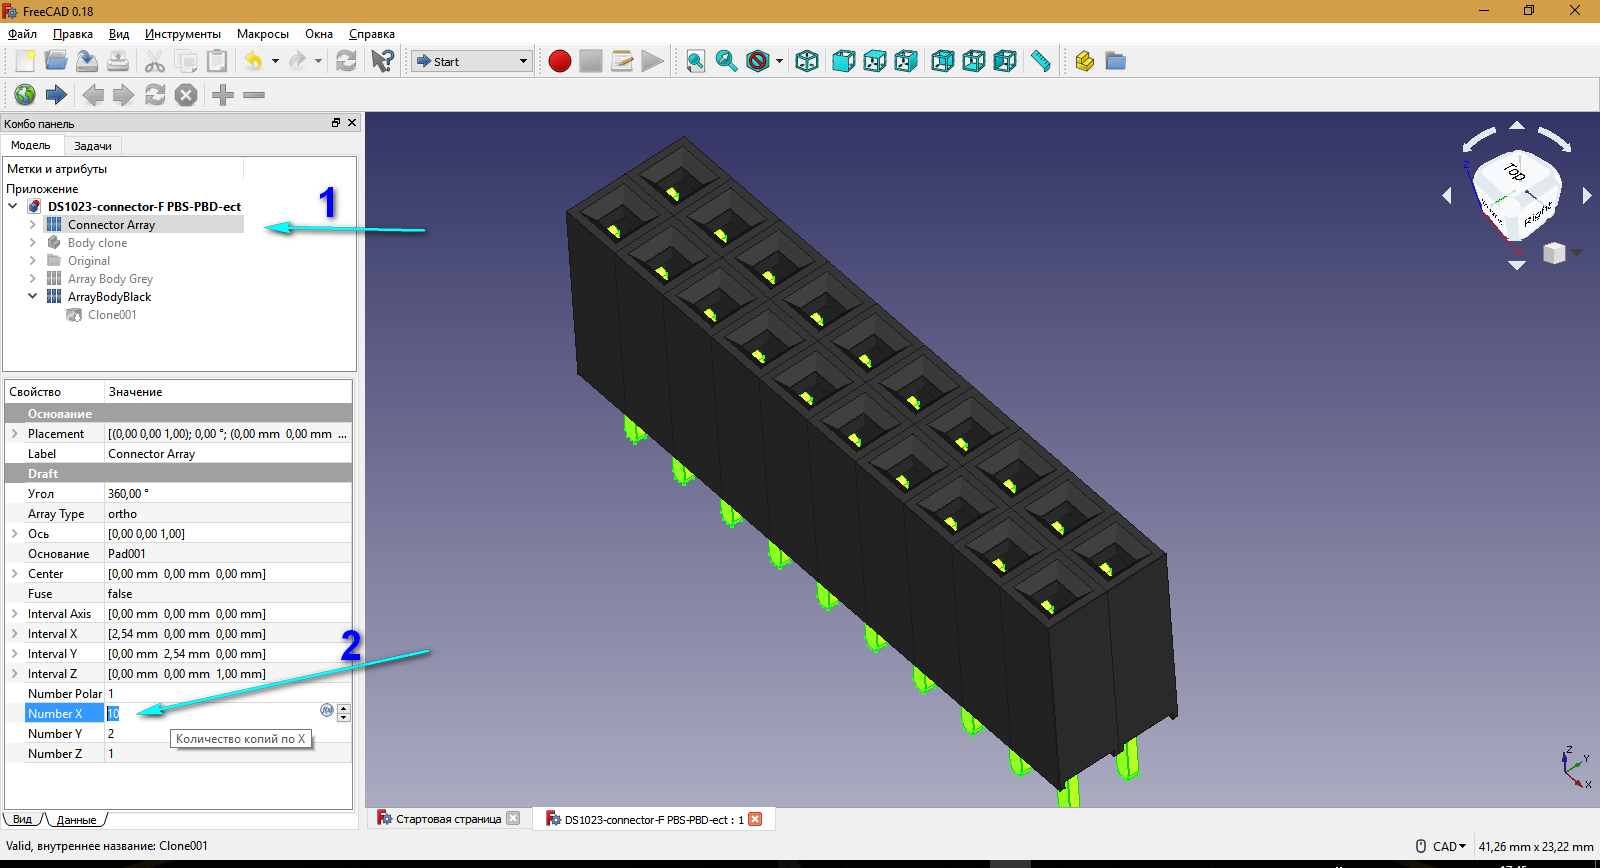 FreeCAD 0.18
Файл Правка Вид Инструменты Макросы Окна Справка
Start
Комбо панель
Модель Задачи
Метки и атрибуты
Приложение
DS1023-connector-F PBS-PBD-ect
Connector Array
Body clone
Original
Array Body Grey
ArrayBodyBlack
Clone001
1
Top
Right
Свойство Значение
Основание
Placement [(0,00 0,00 1,00); 0,00 °; (0,00 mm 0,00 mm ...
Label Connector Array
Draft
Угол 360,00 °
Array Type ortho
Ось [0,00 0,00 1,00]
Основание Pad001
Center [0,00 mm 0,00 mm 0,00 mm]
Fuse false
Interval Axis [0,00 mm 0,00 mm 0,00 mm]
Interval X [2,54 mm 0,00 mm 0,00 mm]
Interval Y [0,00 mm 2,54 mm 0,00 mm]
Interval Z [0,00 mm 0,00 mm 1,00 mm]
2
Number Polar 1
Number X 10
Number Y 2
Number Z 1
Количество копий по X
Z
Y
X
Вид Данные
Стартовая страница DS1023-connector-F PBS-PBD-ect : 1
Valid, внутреннее название: Clone001
CAD 41,26 mm x 23,22 mm